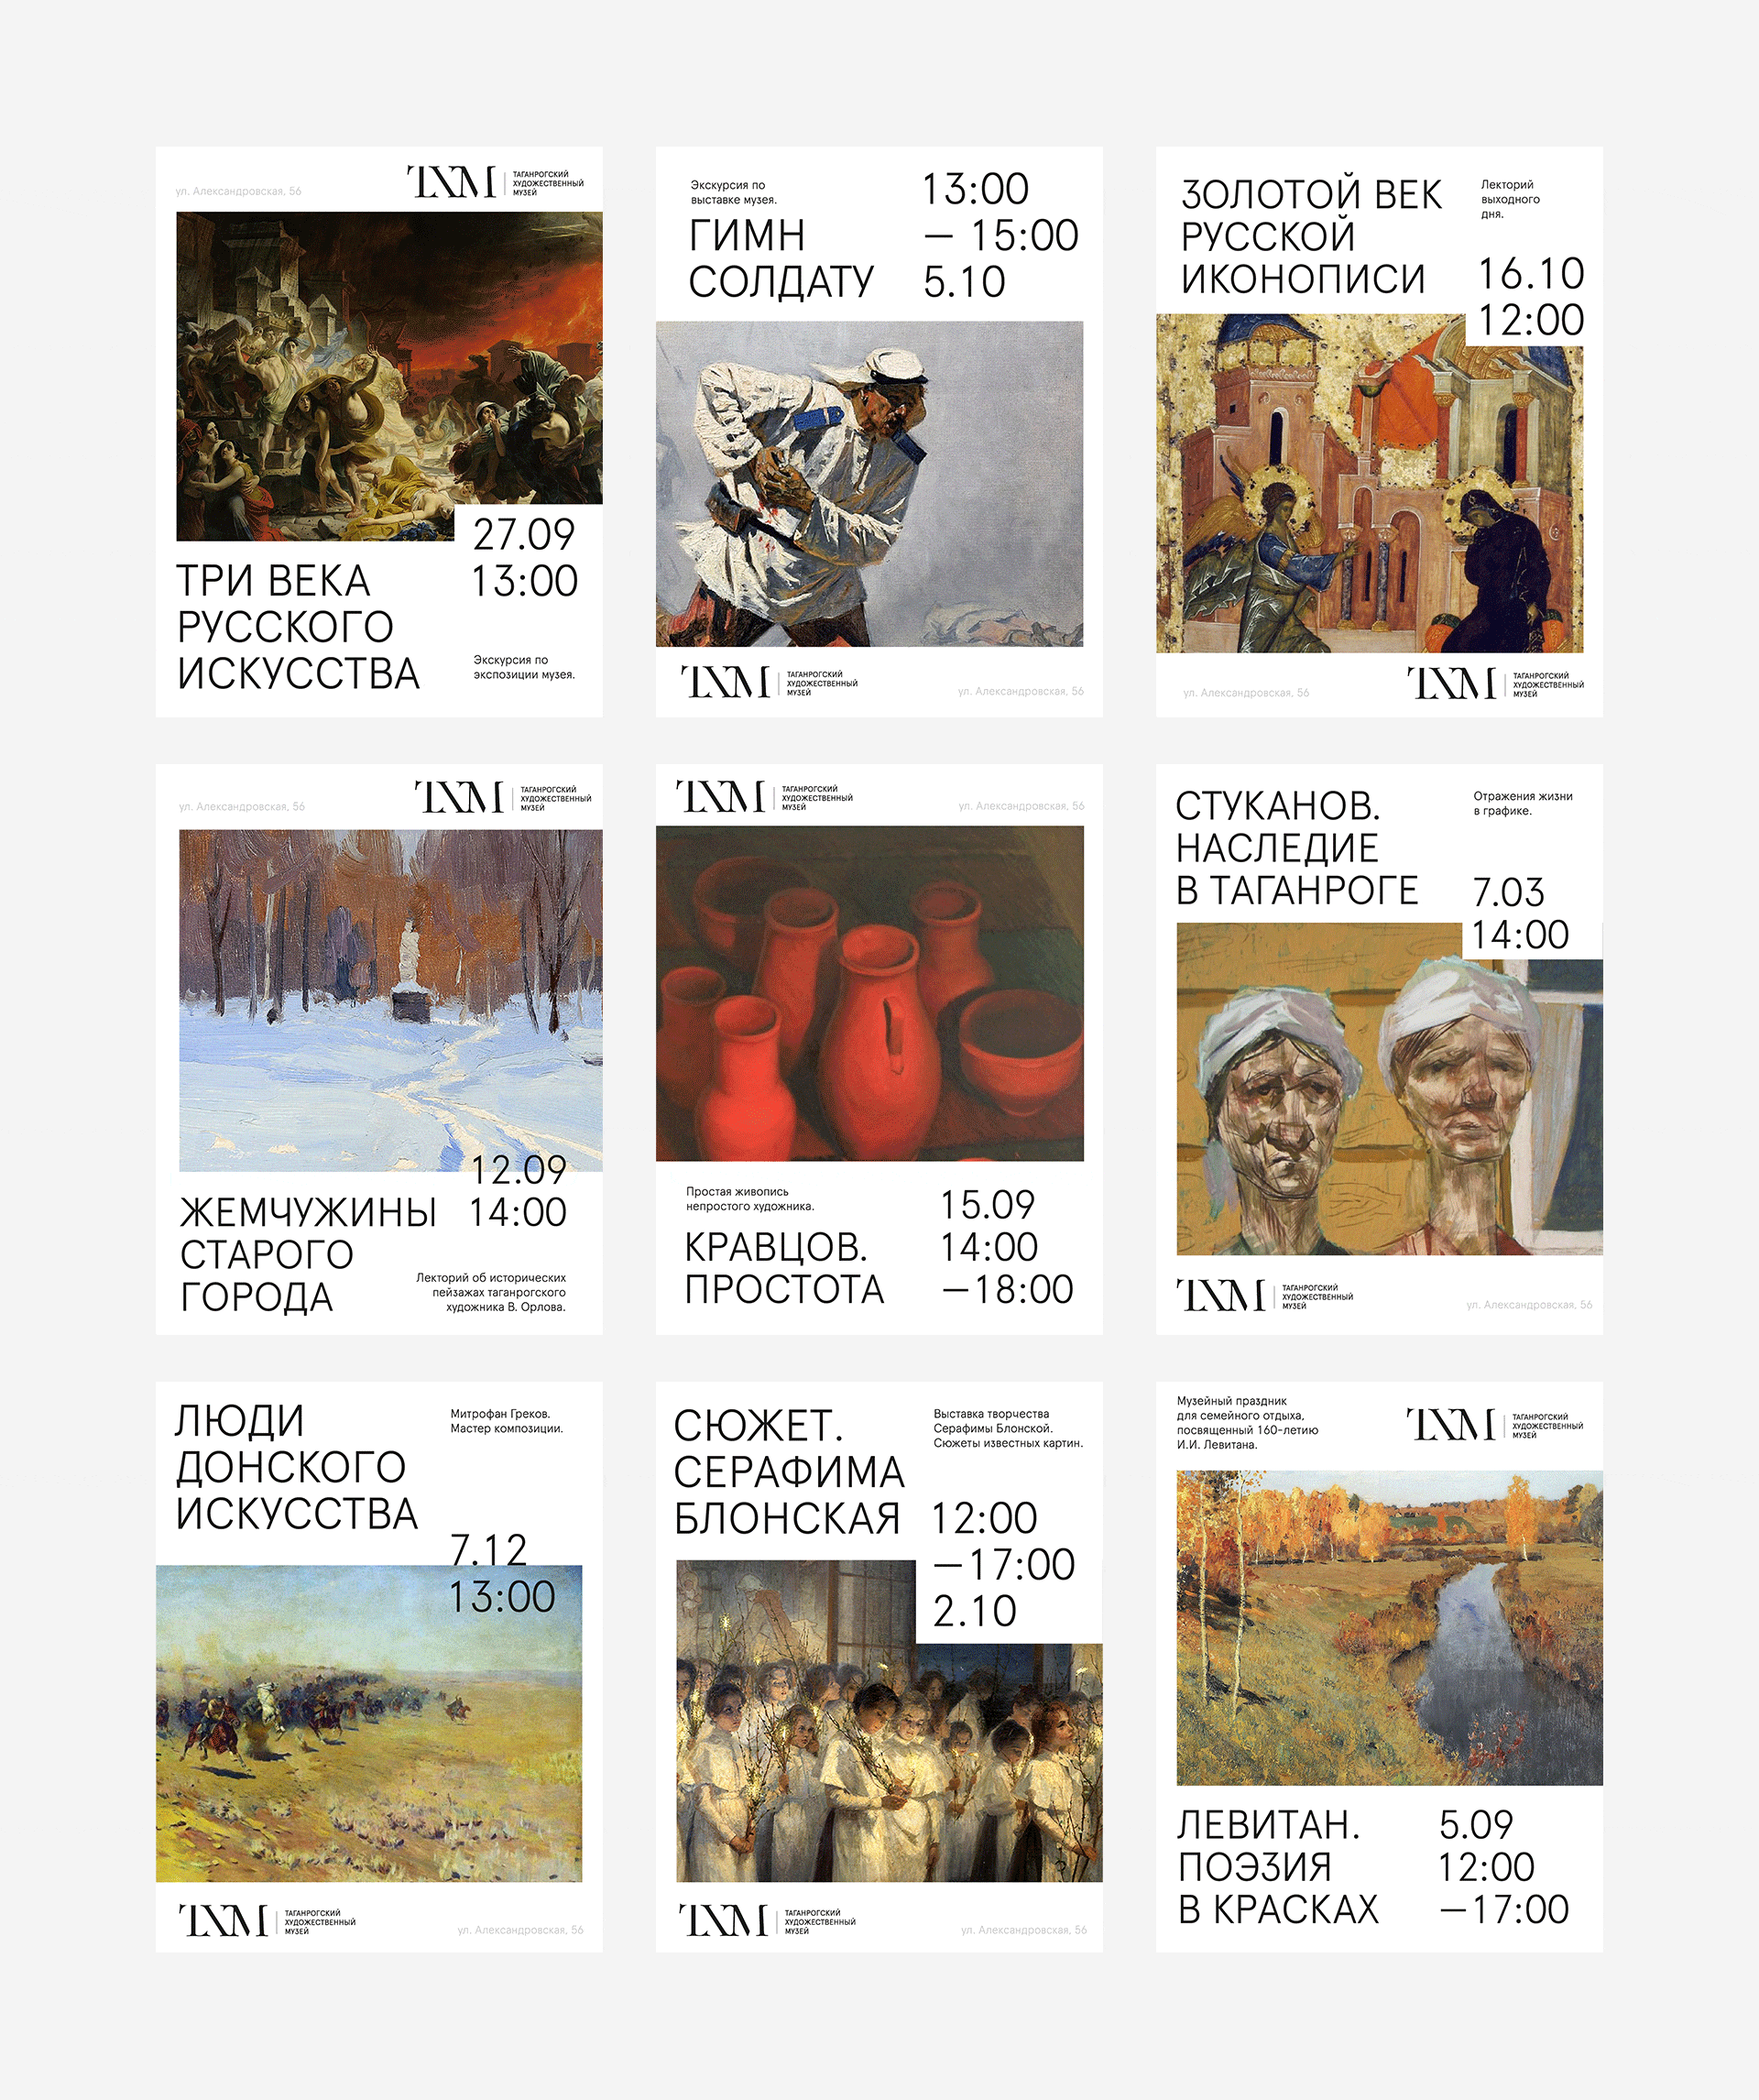 ул. Александровская, 56
ТХМ
ТАГАНРОГСКИЙ
ХУДОЖЕСТВЕННЫЙ
МУЗЕЙ
27.09
13:00
ТРИ ВЕКА
РУССКОГО
ИСКУССТВА
Экскурсия по
экспозиции музея.
Экскурсия по
выставке музея.
ГИМН
СОЛДАТУ
13:00
— 15:00
5.10
ТХМ
ТАГАНРОГСКИЙ
ХУДОЖЕСТВЕННЫЙ
МУЗЕЙ
ул. Александровская, 56
ЗОЛОТОЙ ВЕК
РУССКОЙ
ИКОНОПИСИ
Лекторий
выходного
дня.
16.10
12:00
ул. Александровская, 56
ТХМ
ТАГАНРОГСКИЙ
ХУДОЖЕСТВЕННЫЙ
МУЗЕЙ
ул. Александровская, 56
ТХМ
ТАГАНРОГСКИЙ
ХУДОЖЕСТВЕННЫЙ
МУЗЕЙ
12.09
14:00
ЖЕМЧУЖИНЫ
СТАРОГО
ГОРОДА
Лекторий об исторических
пейзажах таганрогского
художника В. Орлова.
ТХМ
ТАГАНРОГСКИЙ
ХУДОЖЕСТВЕННЫЙ
МУЗЕЙ
ул. Александровская, 56
Простая живопись
непростого художника.
КРАВЦОВ.
ПРОСТОТА
15.09
14:00
—18:00
СТУКАНОВ.
НАСЛЕДИЕ
В ТАГАНРОГЕ
Отражения жизни
в графике.
7.03
14:00
ТХМ
ТАГАНРОГСКИЙ
ХУДОЖЕСТВЕННЫЙ
МУЗЕЙ
ул. Александровская, 56
ЛЮДИ
ДОНСКОГО
ИСКУССТВА
Митрофан Греков.
Мастер композиции.
7.12
13:00
ТХМ
ТАГАНРОГСКИЙ
ХУДОЖЕСТВЕННЫЙ
МУЗЕЙ
ул. Александровская, 56
СЮЖЕТ.
СЕРАФИМА
БЛОНСКАЯ
Выставка творчества
Серафимы Блонской.
Сюжеты известных картин.
12:00
—17:00
2.10
ТХМ
ТАГАНРОГСКИЙ
ХУДОЖЕСТВЕННЫЙ
МУЗЕЙ
ул. Александровская, 56
Музейный праздник
для семейного отдыха,
посвященный 160-летию
И.И. Левитана.
ТХМ
ТАГАНРОГСКИЙ
ХУДОЖЕСТВЕННЫЙ
МУЗЕЙ
ЛЕВИТАН.
ПОЭЗИЯ
В КРАСКАХ
5.09
12:00
—17:00